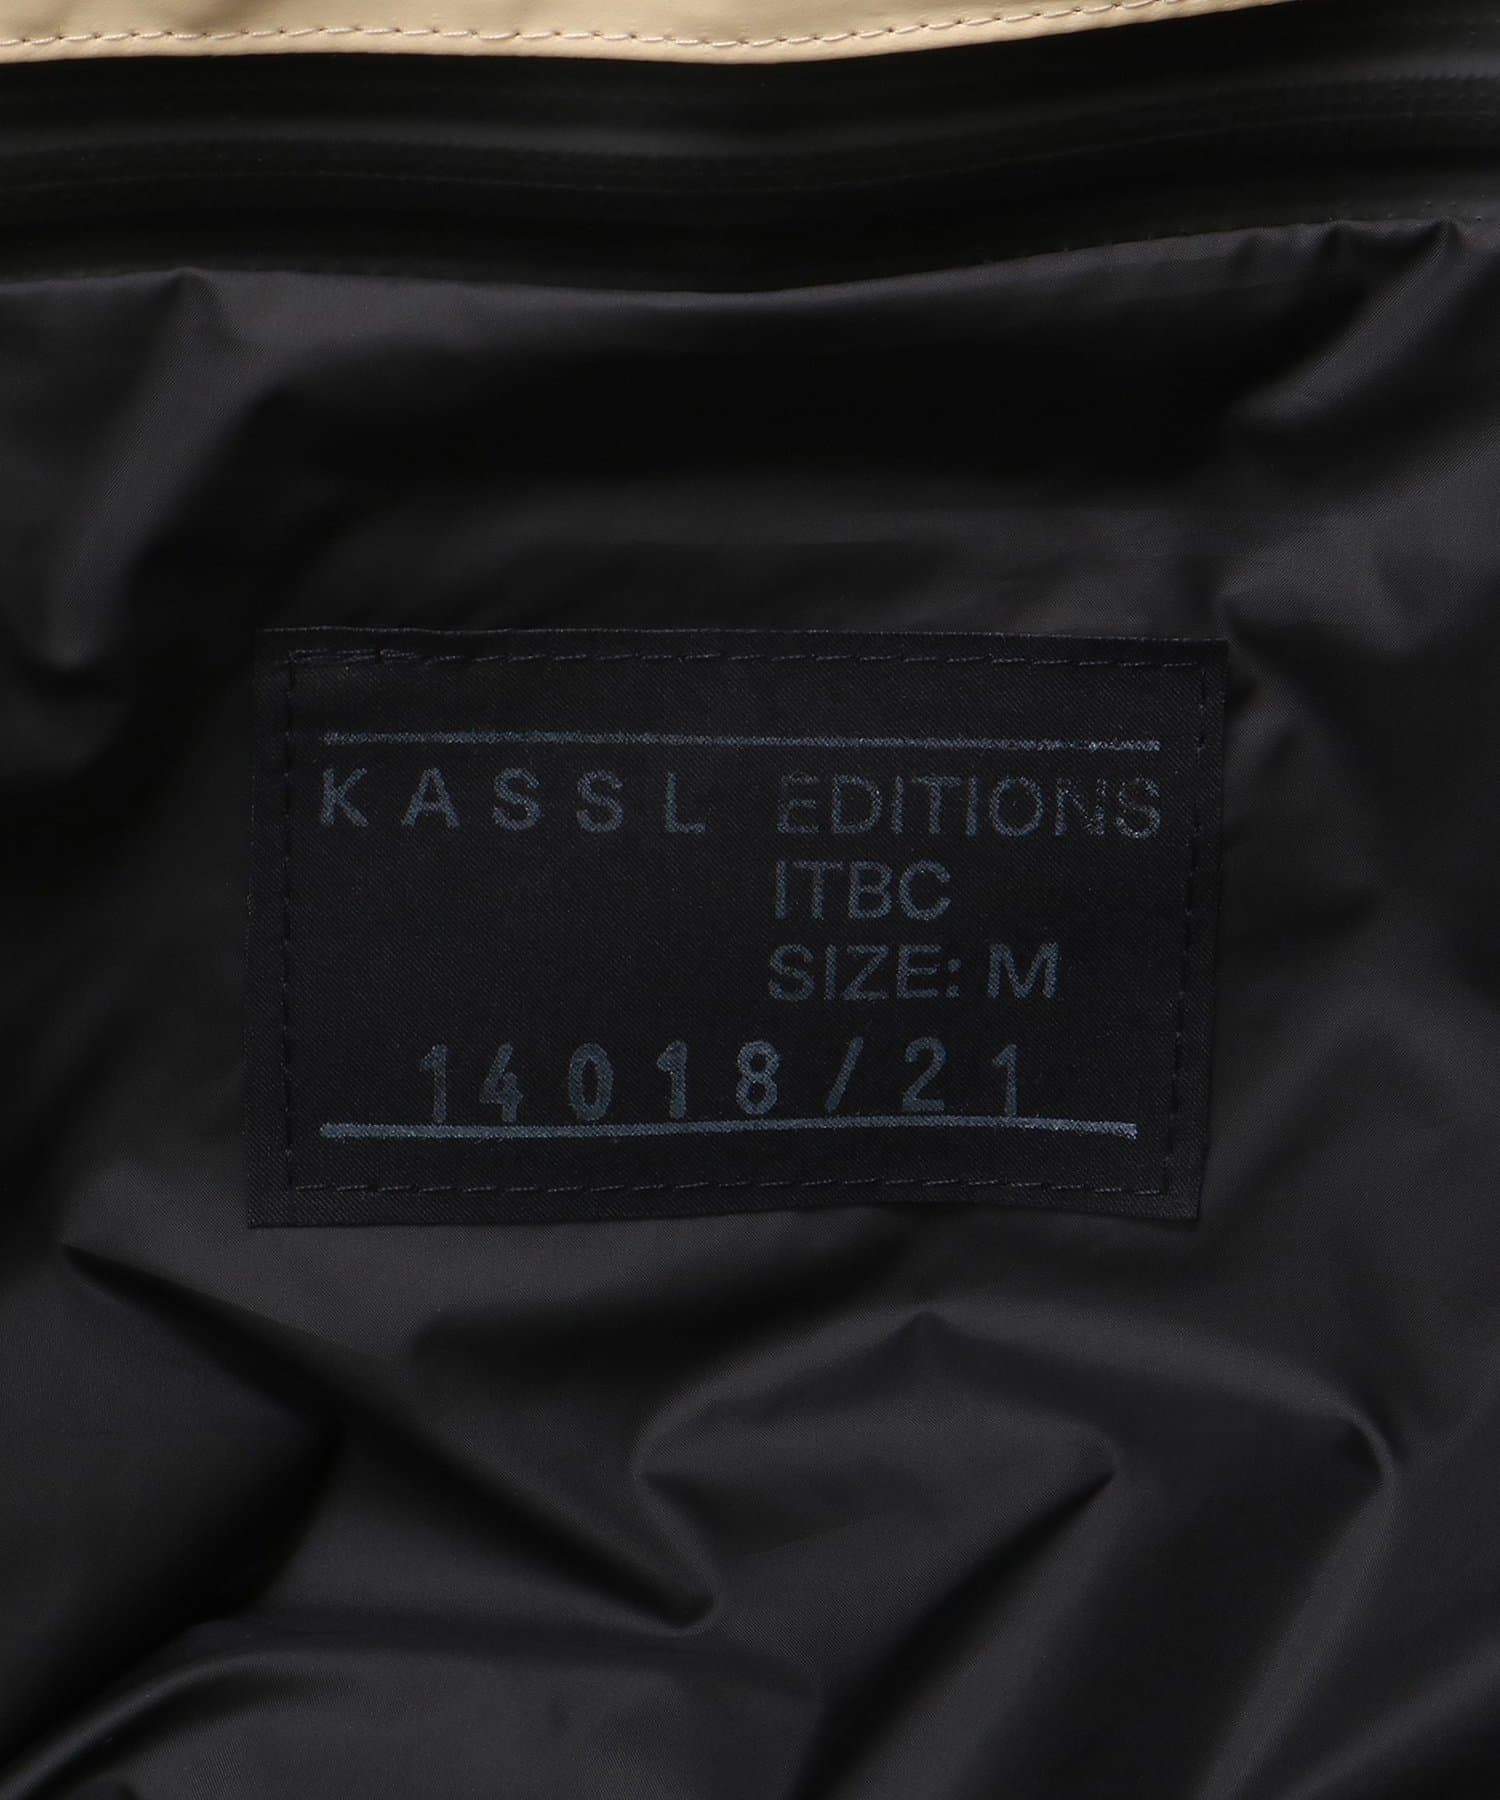 KASSL EDITIONS
ITBC
SIZE: M
14018/21